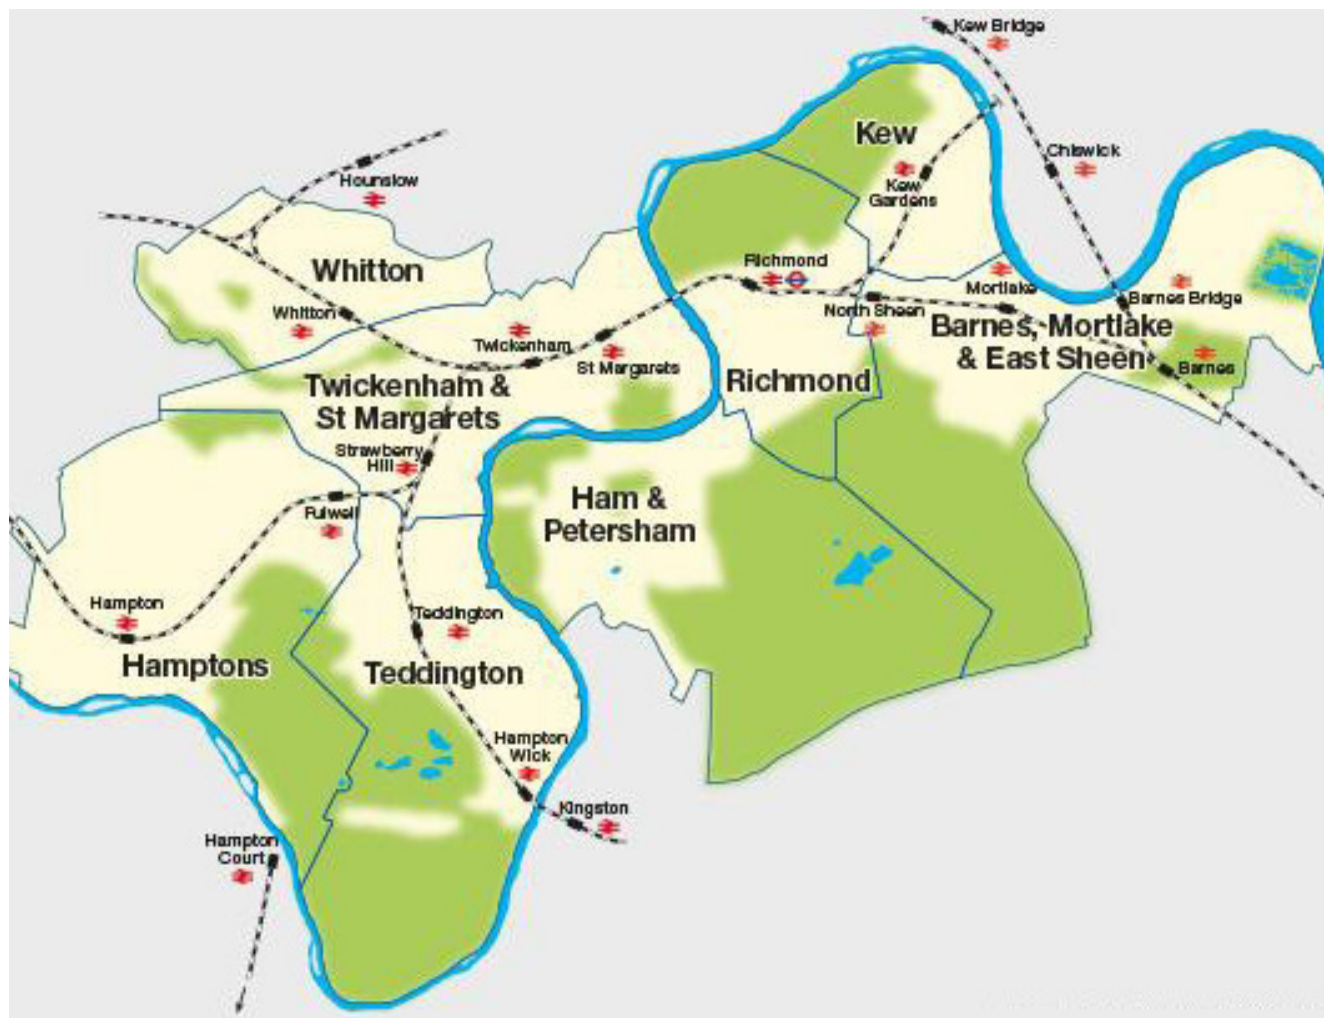 Kew Bridge
Kew
Chiswick
Hounslow
Kew
Gardens
Whitton
Richmond
Mortlake
Barnes Bridge
Whitton
North Sheen
Barnes, Mortlake
& East Sheen
Twickenham
St Margarets
Barnes
Richmond
Twickenham &
St Margarets
Strawberry
Hill
Ham &
Petersham
Fulwell
Hampton
Teddington
Hamptons
Teddington
Hampton
Wick
Kingston
Hampton
Court